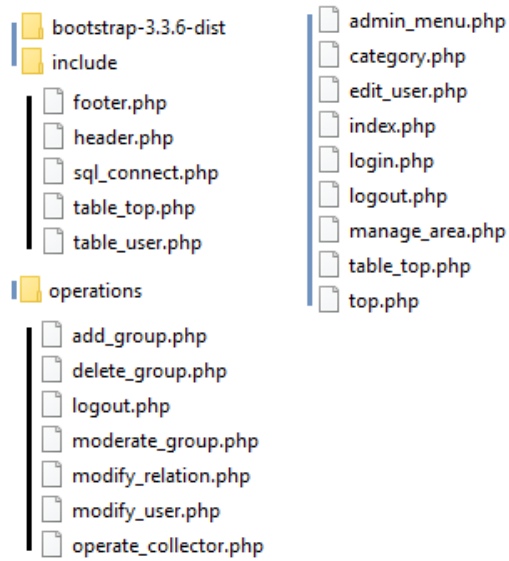 bootstrap-3.3.6-dist
include
footer.php
header.php
sql_connect.php
table_top.php
table_user.php
operations
add_group.php
delete_group.php
logout.php
moderate_group.php
modify_relation.php
modify_user.php
operate_collector.php
admin_menu.php
category.php
edit_user.php
index.php
login.php
logout.php
manage_area.php
table_top.php
top.php